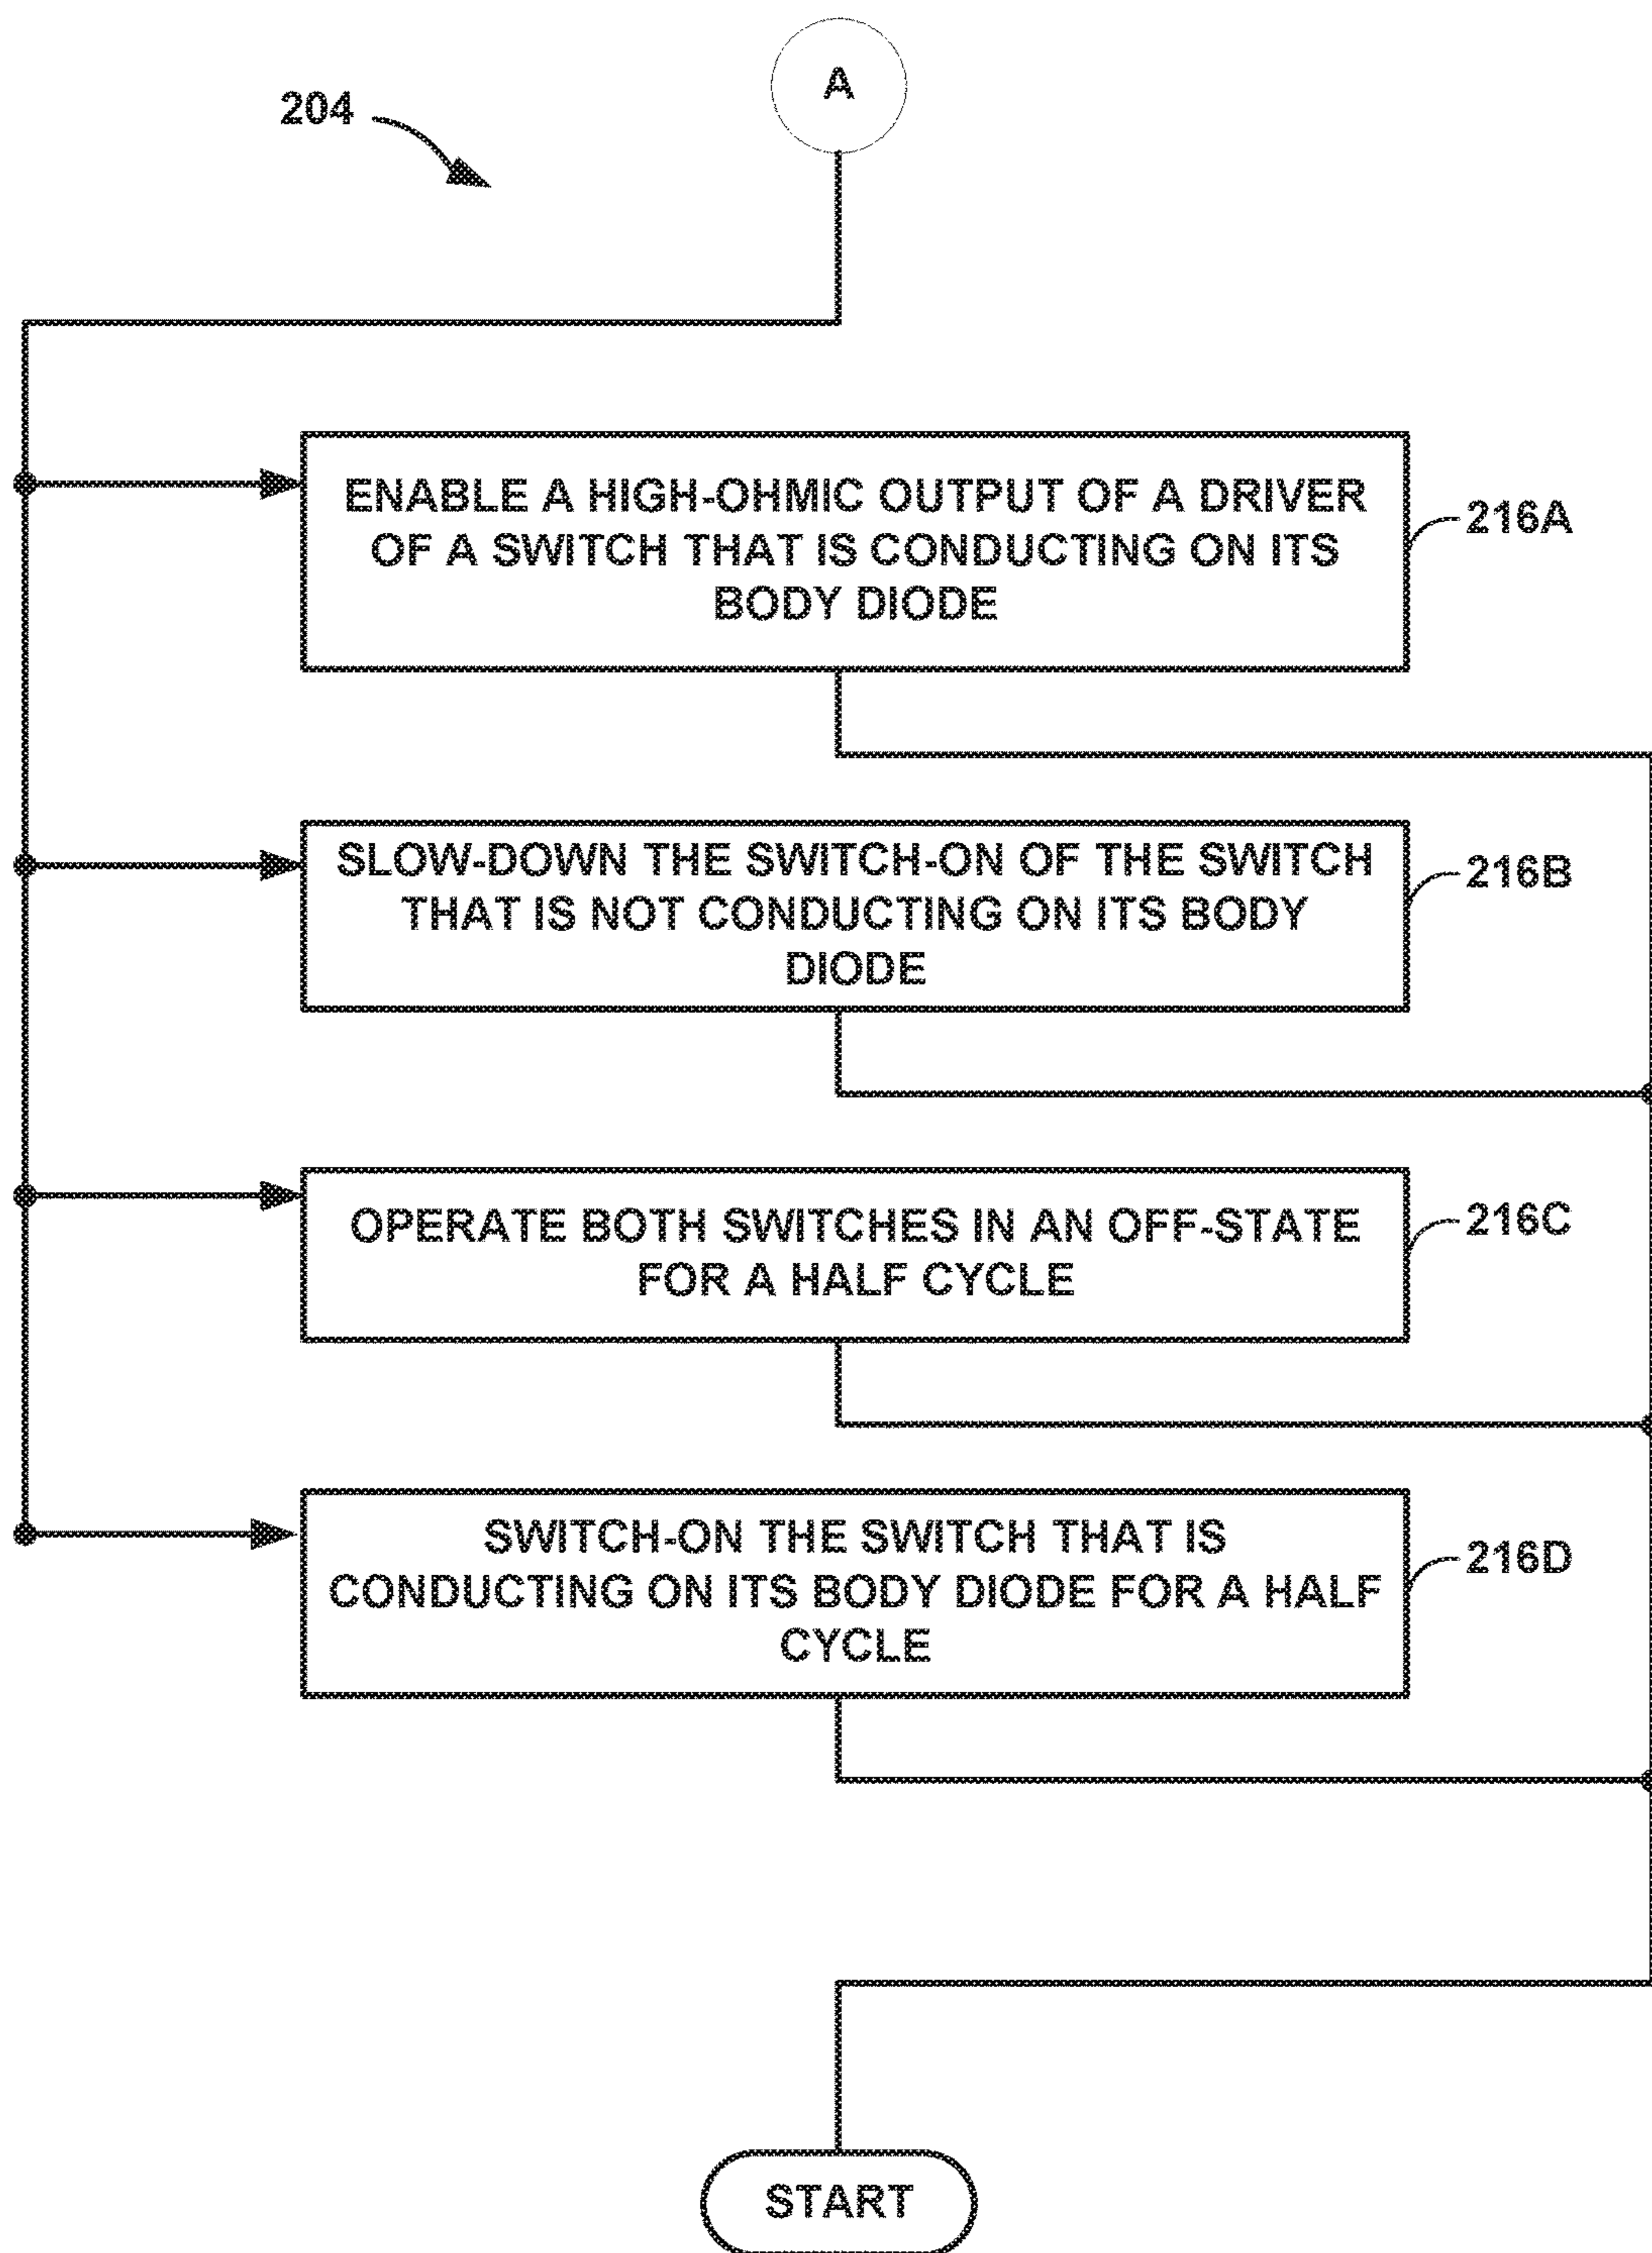 A
204
ENABLE A HIGH-OHMIC OUTPUT OF A DRIVER
OF A SWITCH THAT IS CONDUCTING ON ITS
BODY DIODE
216A
SLOW-DOWN THE SWITCH-ON OF THE SWITCH
THAT IS NOT CONDUCTING ON ITS BODY
DIODE
216B
OPERATE BOTH SWITCHES IN AN OFF-STATE
FOR A HALF CYCLE
216C
SWITCH-ON THE SWITCH THAT IS
CONDUCTING ON ITS BODY DIODE FOR A HALF
CYCLE
216D
START